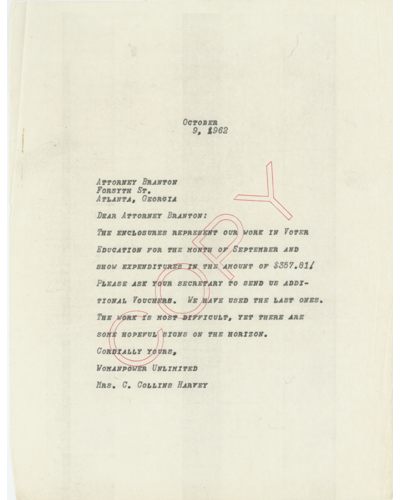 October
9, 1962
Attorney Branton
Forsyth St.
Atlanta, Georgia
Dear Attorney Branton:
The enclosures represent our work in Voter
Education for the month of September and
show expenditures in the amount of $357.81/
Please ask your secretary to send us addi-
tional Vouchers. We have used the last ones.
The work is most difficult, yet there are
some hopeful signs on the horizon.
Cordially yours,
Womanpower Unlimited
Mrs. C. Collins Harvey
COPY